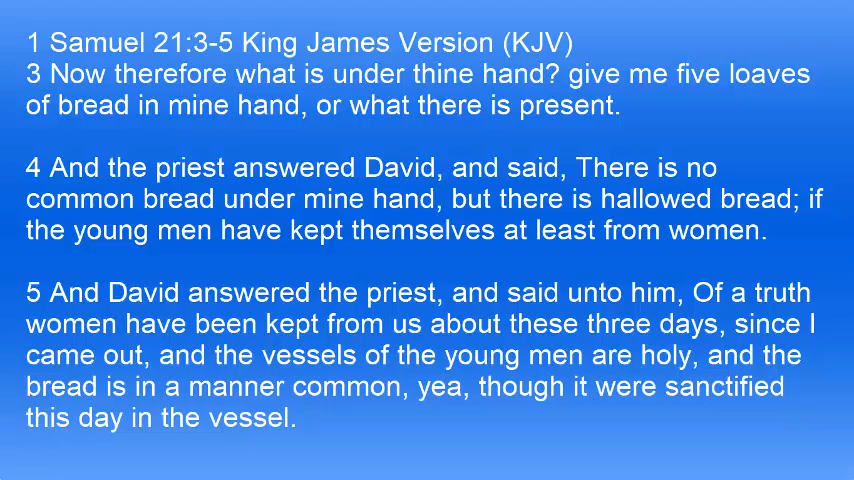 1 Samuel 21:3-5 King James Version (KJV)
3 Now therefore what is under thine hand? give me five loaves
of bread in mine hand, or what there is present.
4 And the priest answered David, and said, There is no
common bread under mine hand, but there is hallowed bread; if
the young men have kept themselves at least from women.
5 And David answered the priest, and said unto him, Of a truth
women have been kept from us about these three days, since I
came out, and the vessels of the young men are holy, and the
bread is in a manner common, yea, though it were sanctified
this day in the vessel.